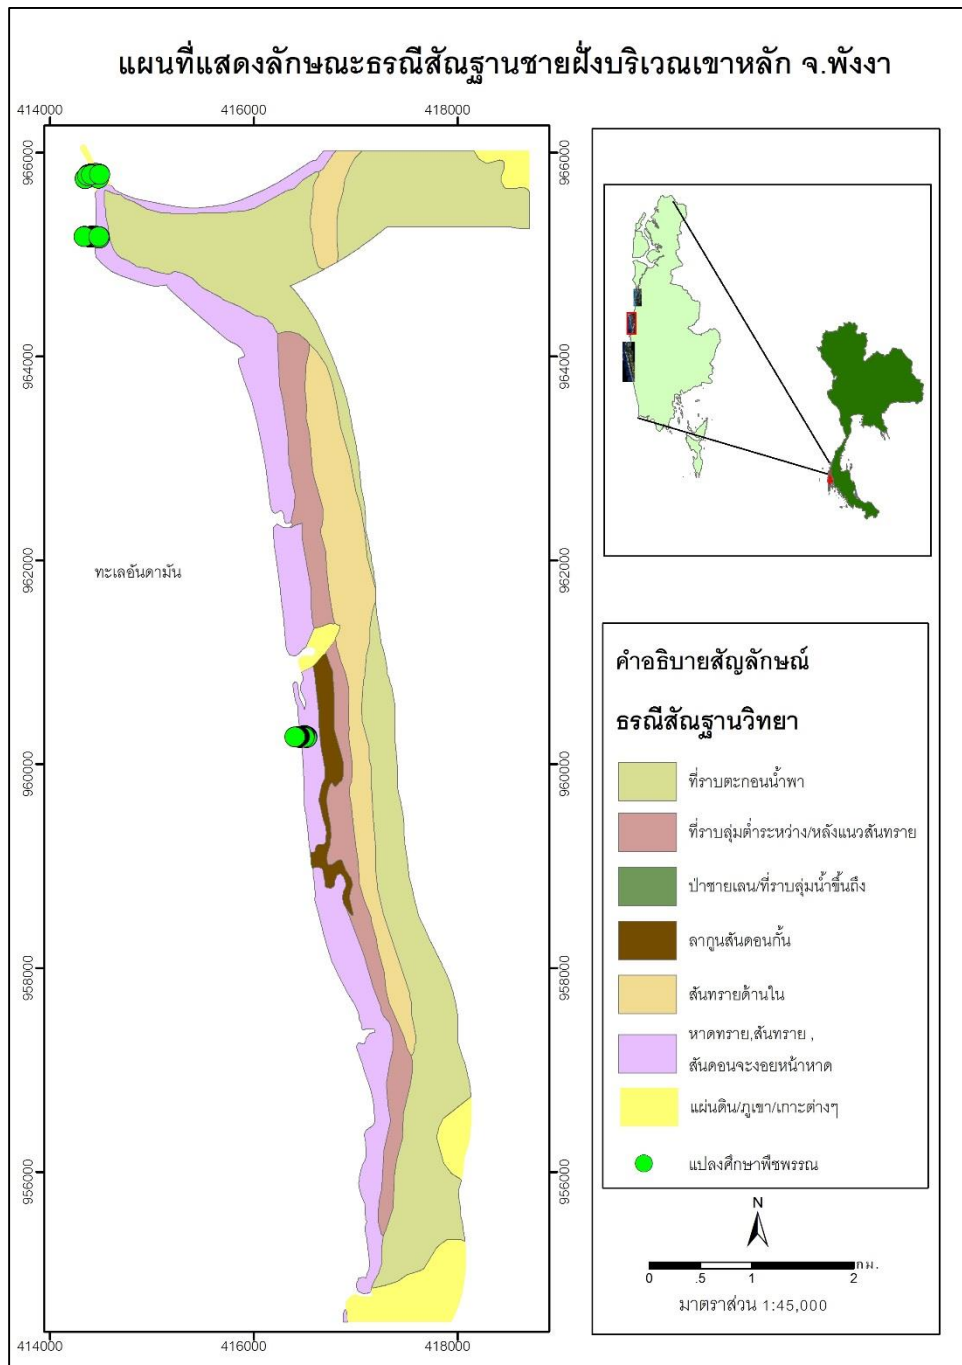 แผนที่แสดงลักษณะธรณีสัณฐานชายฝั่งบริเวณเขาหลัก จ.พังงา
414000 416000 418000
966000 966000
964000 964000
962000 962000
ทะเลอันดามัน
960000 960000
958000 958000
956000 956000
414000 416000 418000
คำอธิบายสัญลักษณ์
ธรณีสัณฐานวิทยา
ที่ราบตะกอนน้ำพา
ที่ราบลุ่มต่ำระหว่าง/หลังแนวสันทราย
ป่าชายเลน/ที่ราบลุ่มน้ำขึ้นถึง
ลากูนสันดอนกั้น
สันทรายด้านใน
หาดทราย,สันทราย ,
สันดอนจะงอยหน้าหาด
แผ่นดิน/ภูเขา/เกาะต่างๆ
แปลงศึกษาพืชพรรณ
N
กม.
0 .5 1 2
มาตราส่วน 1:45,000